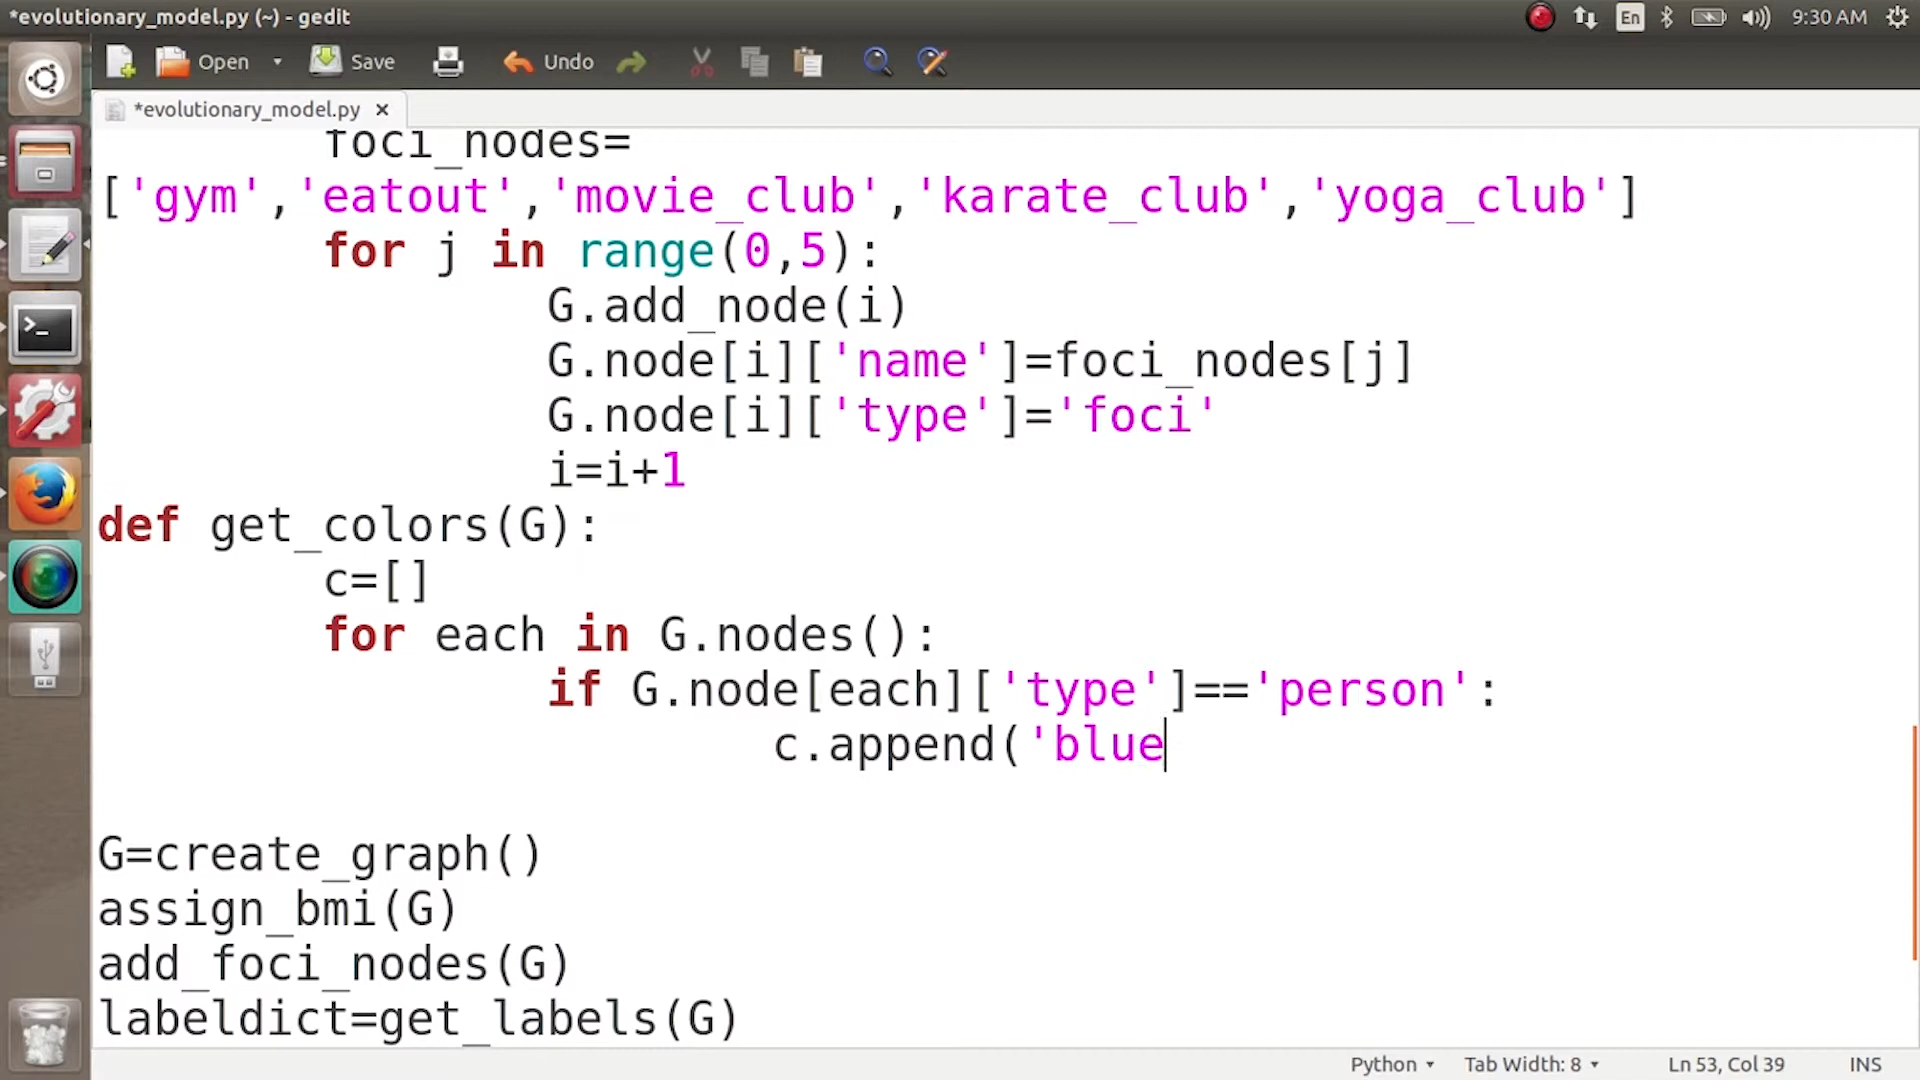 *evolutionary_model.py (~) - gedit
En
9:30 AM
Open
Save
Undo
*evolutionary_model.py ×
foci_nodes=
['gym','eatout','movie_club','karate_club','yoga_club']
for j in range(0,5):
G.add_node(i)
G.node[i]['name']=foci_nodes[j]
G.node[i]['type']='foci'
i=i+1
def get_colors(G):
c=[]
for each in G.nodes():
if G.node[each]['type']=='person':
c.append('blue
G=create_graph()
assign_bmi(G)
add_foci_nodes(G)
labeldict=get_labels(G)
Python
Tab Width: 8
Ln 53, Col 39
INS